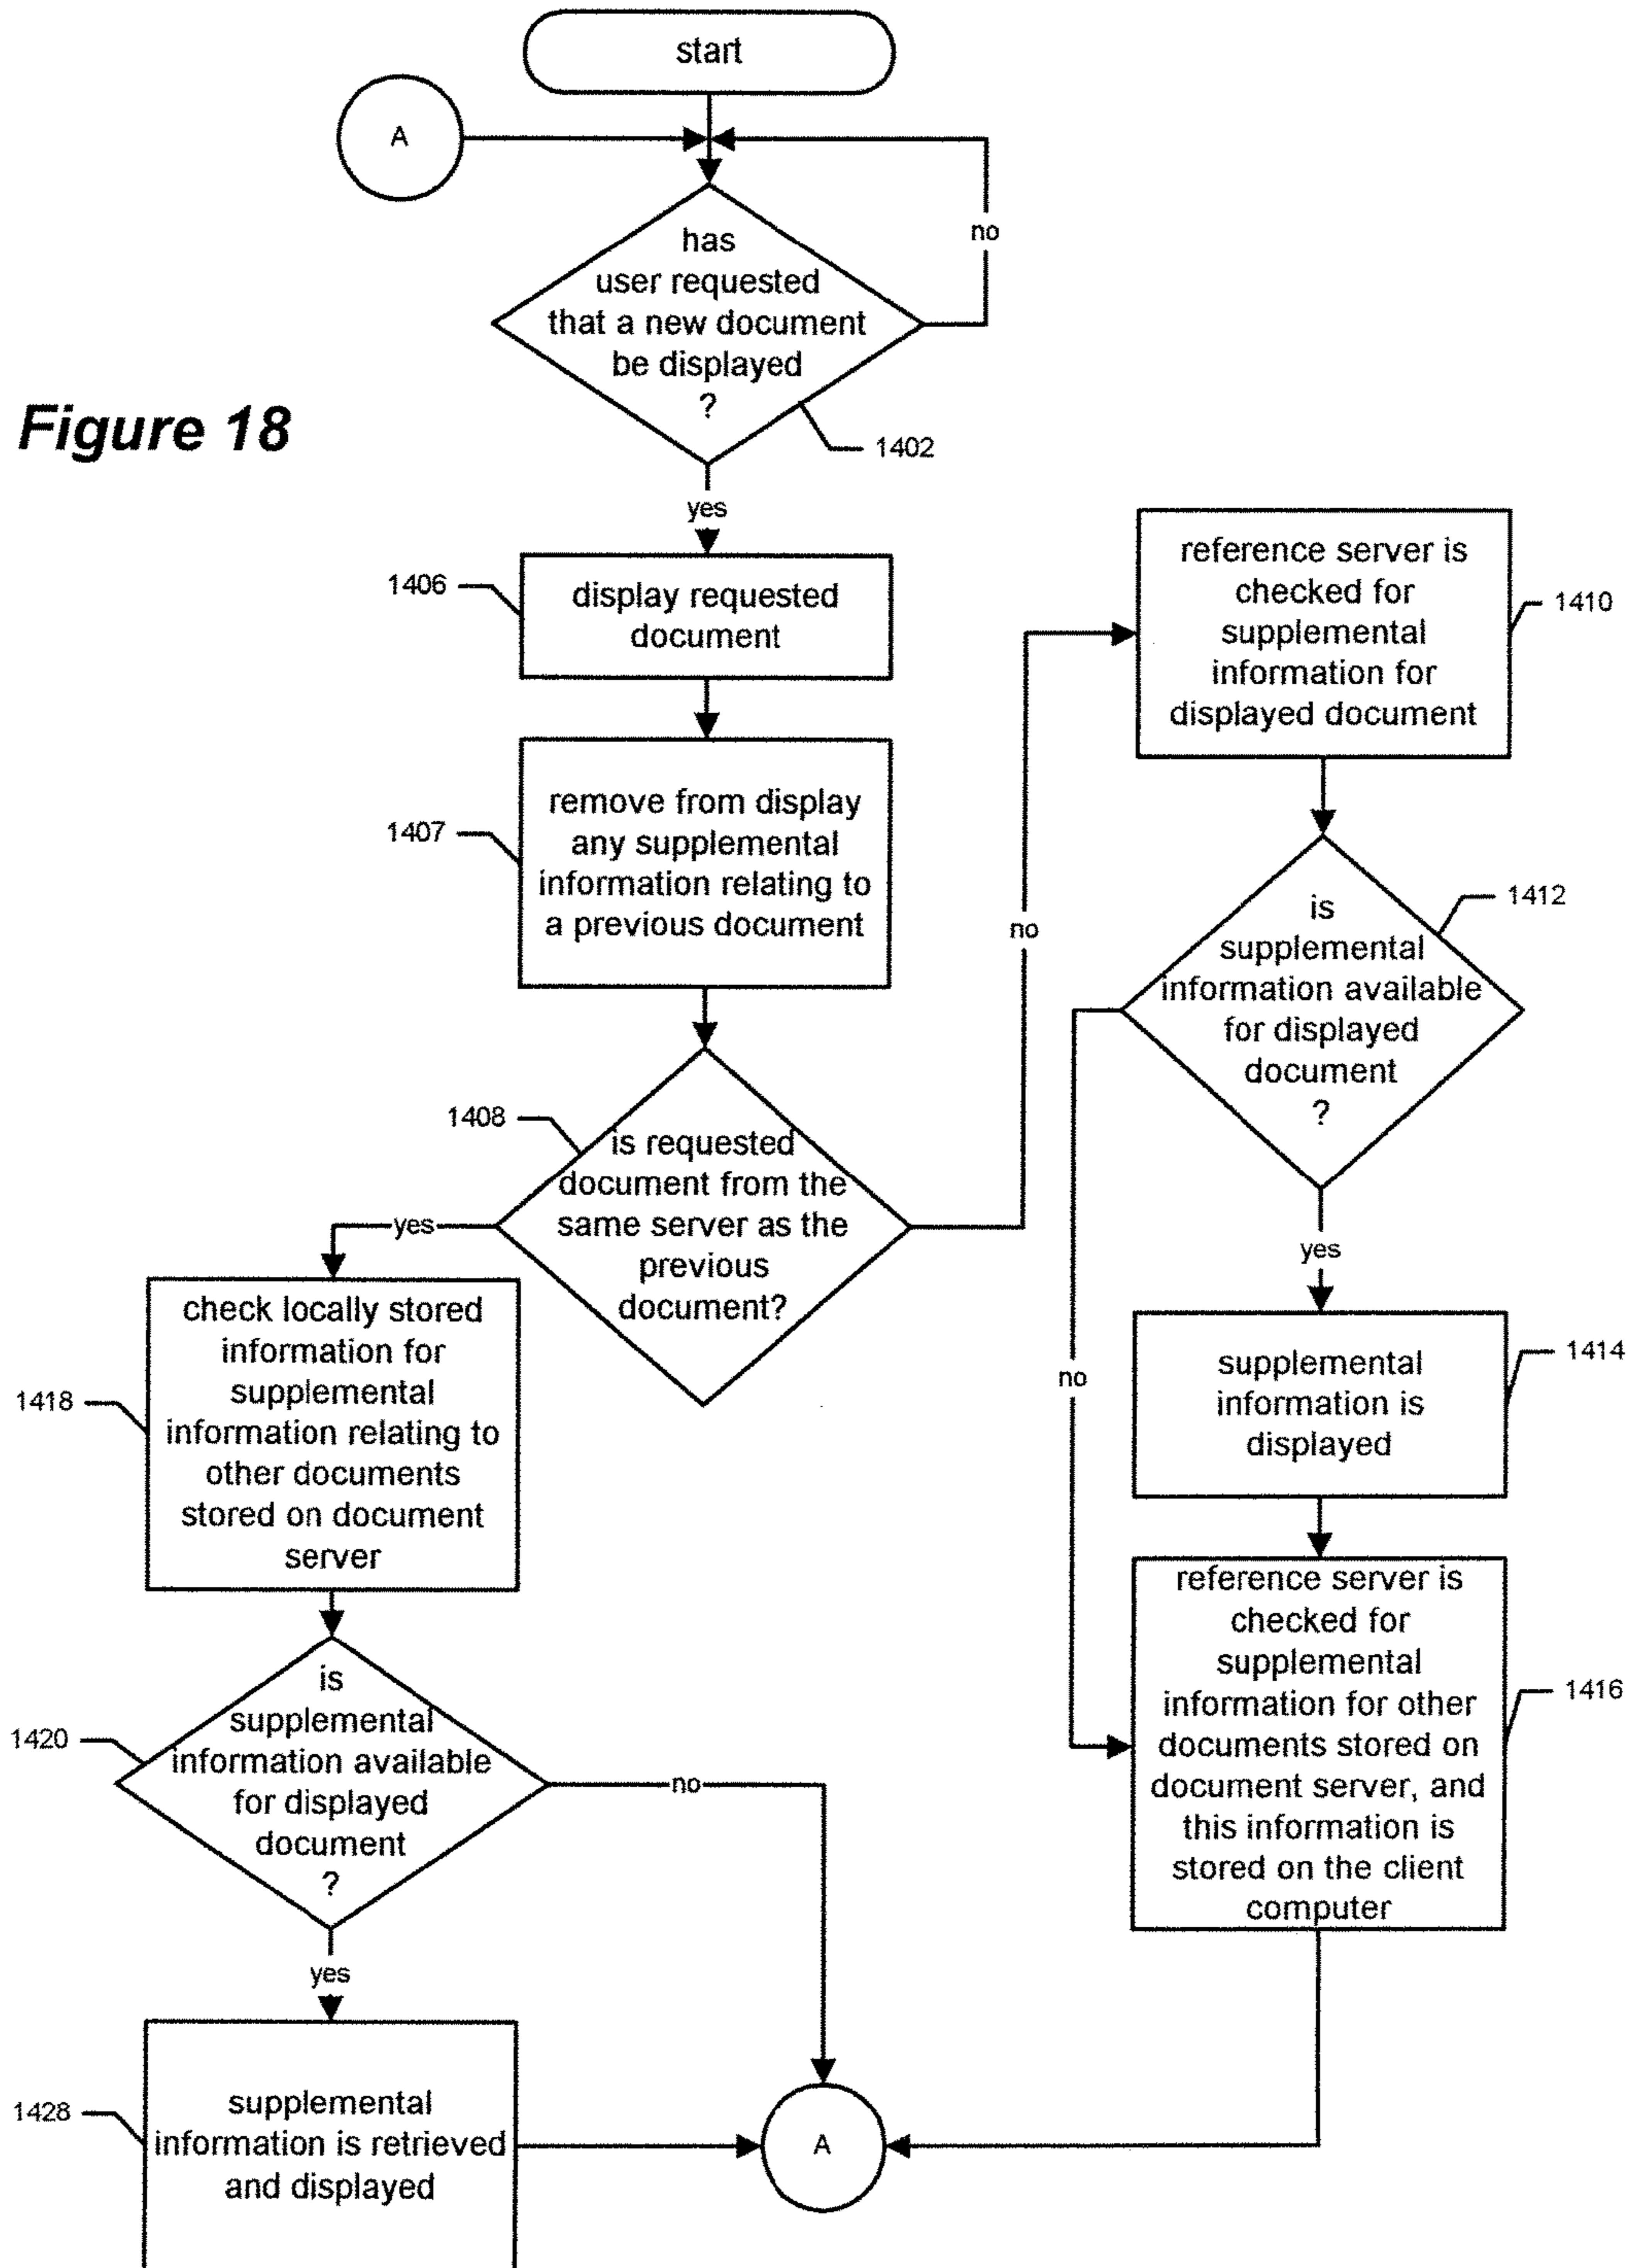 start
A
has
user requested
that a new document
be displayed
?
no
1402
Figure 18
yes
1406
display requested
document
1407
remove from display
any supplemental
information relating to
a previous document
1408
is requested
document from the
same server as the
previous
document?
no
yes
1410
reference server is
checked for
supplemental
information for
displayed document
1412
is
supplemental
information available
for displayed
document
?
no
yes
1414
supplemental
information is
displayed
1416
reference server is
checked for
supplemental
information for other
documents stored on
document server, and
this information is
stored on the client
computer
1418
check locally stored
information for
supplemental
information relating to
other documents
stored on document
server
1420
is
supplemental
information available
for displayed
document
?
no
yes
1428
supplemental
information is retrieved
and displayed
A